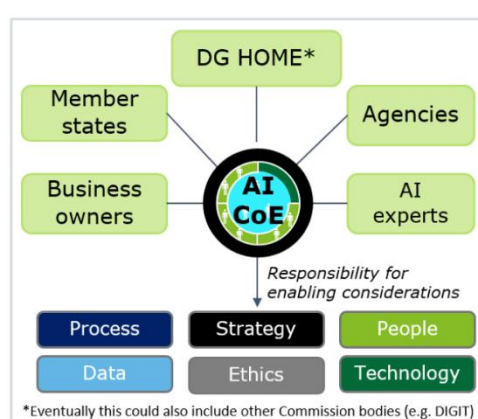 DG HOME*
Member
states
Agencies
Business
owners
AI
CoE
AI
experts
Responsibility for
enabling considerations
Process
Strategy
People
Data
Ethics
Technology
*Eventually this could also include other Commission bodies (e.g. DIGIT)